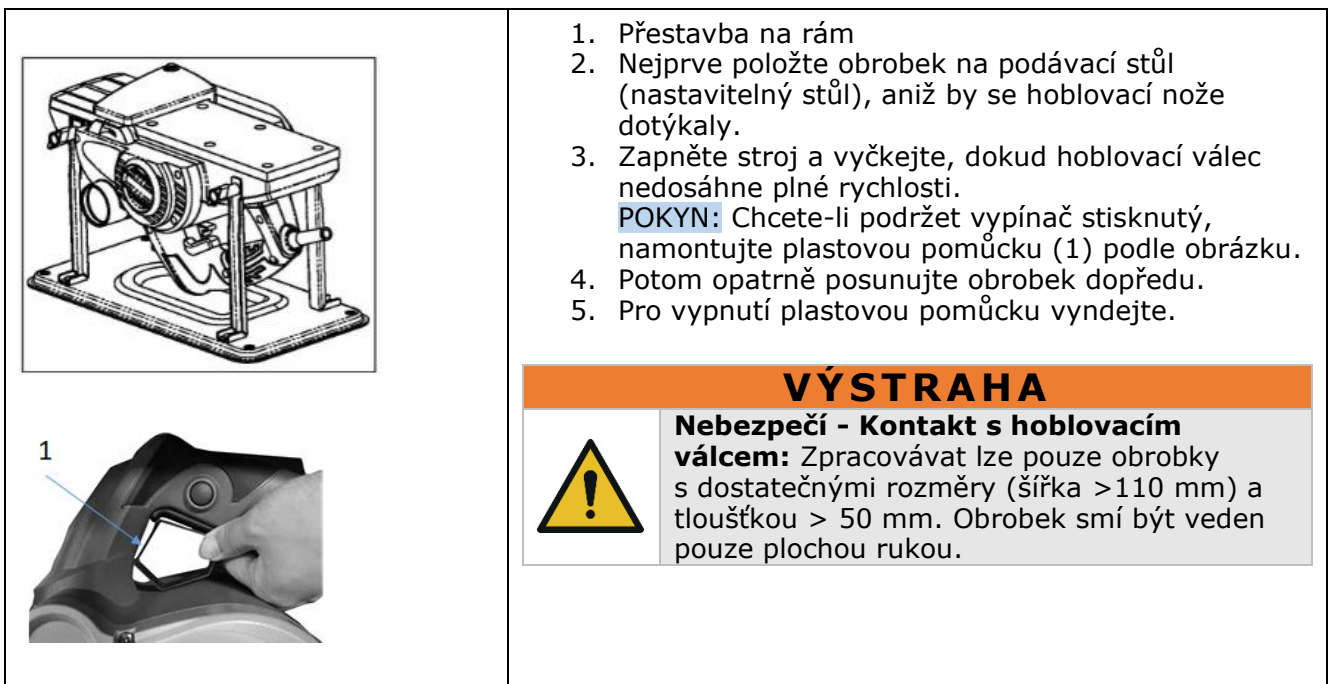 1. Přestavba na rám
2. Nejprve položte obrobek na podávací stůl
(nastavitelný stůl), aniž by se hoblovací nože
dotýkaly.
3. Zapněte stroj a vyčkejte, dokud hoblovací válec
nedosáhne plné rychlosti.
POKYN: Chcete-li podržet vypínač stisknutý,
namontujte plastovou pomůcku (1) podle obrázku.
4. Potom opatrně posunujte obrobek dopředu.
5. Pro vypnutí plastovou pomůcku vyndejte.
1
VÝSTRAHA
Nebezpečí - Kontakt s hoblovacím
válcem: Zpracovávat lze pouze obrobky
s dostatečnými rozměry (šířka >110 mm) a
tloušťkou > 50 mm. Obrobek smí být veden
pouze plochou rukou.